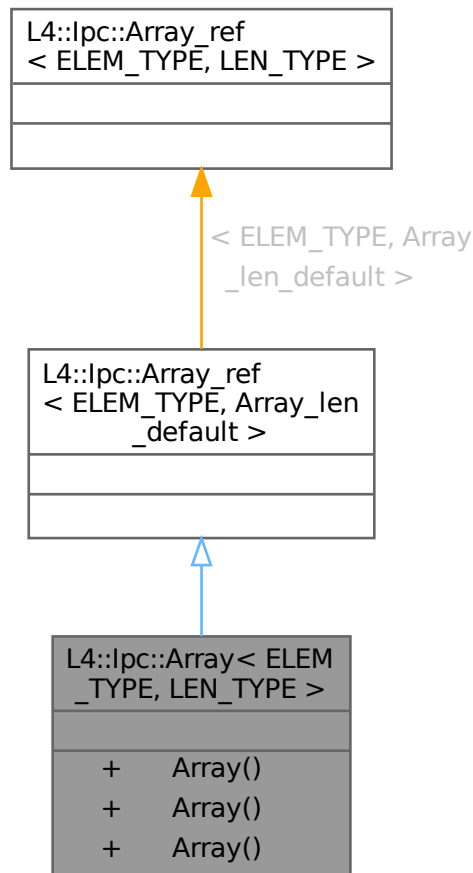 L4::Ipc::Array_ref
< ELEM_TYPE, LEN_TYPE >
< ELEM_TYPE, Array
_len_default >
L4::Ipc::Array_ref
< ELEM_TYPE, Array_len
_default >
L4::Ipc::Array< ELEM
_TYPE, LEN_TYPE >
+ Array()
+ Array()
+ Array()